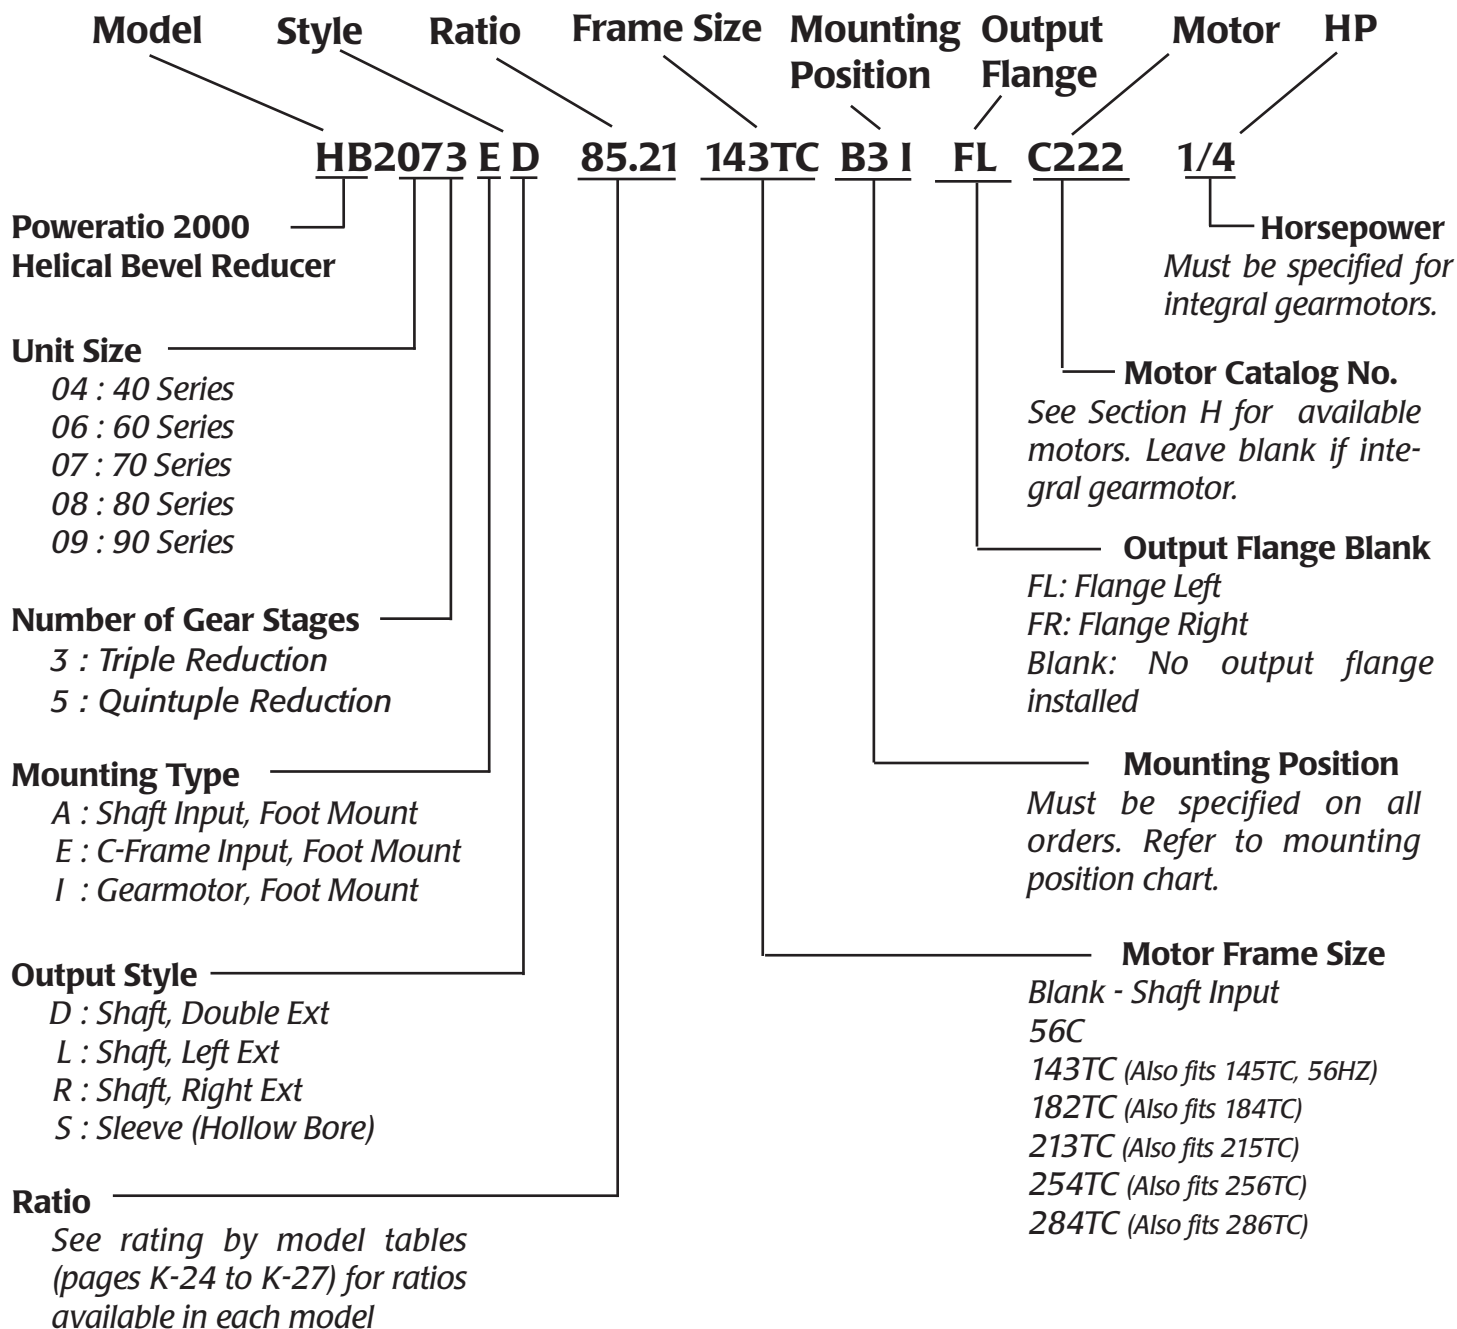 Model Style Ratio Frame Size Mounting Position Output Flange Motor HP
HB2073 E D 85.21 143TC B3 I FL C222 1/4
Poweratio 2000
Helical Bevel Reducer
Unit Size
04 : 40 Series
06 : 60 Series
07 : 70 Series
08 : 80 Series
09 : 90 Series
Number of Gear Stages
3 : Triple Reduction
5 : Quintuple Reduction
Mounting Type
A : Shaft Input, Foot Mount
E : C-Frame Input, Foot Mount
I : Gearmotor, Foot Mount
Output Style
D : Shaft, Double Ext
L : Shaft, Left Ext
R : Shaft, Right Ext
S : Sleeve (Hollow Bore)
Ratio
See rating by model tables
(pages K-24 to K-27) for ratios
available in each model
Horsepower
Must be specified for
integral gearmotors.
Motor Catalog No.
See Section H for available
motors. Leave blank if inte-
gral gearmotor.
Output Flange Blank
FL: Flange Left
FR: Flange Right
Blank: No output flange
installed
Mounting Position
Must be specified on all
orders. Refer to mounting
position chart.
Motor Frame Size
Blank - Shaft Input
56C
143TC (Also fits 145TC, 56HZ)
182TC (Also fits 184TC)
213TC (Also fits 215TC)
254TC (Also fits 256TC)
284TC (Also fits 286TC)